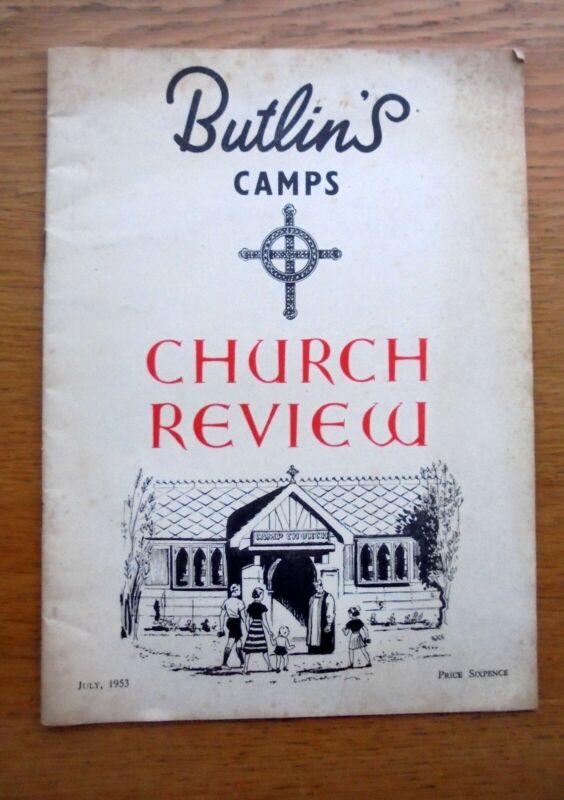 Butlin's
CAMPS
CHURCH
REVIEW
CAMP CHURCH
JULY, 1953
PRICE SIXPENCE